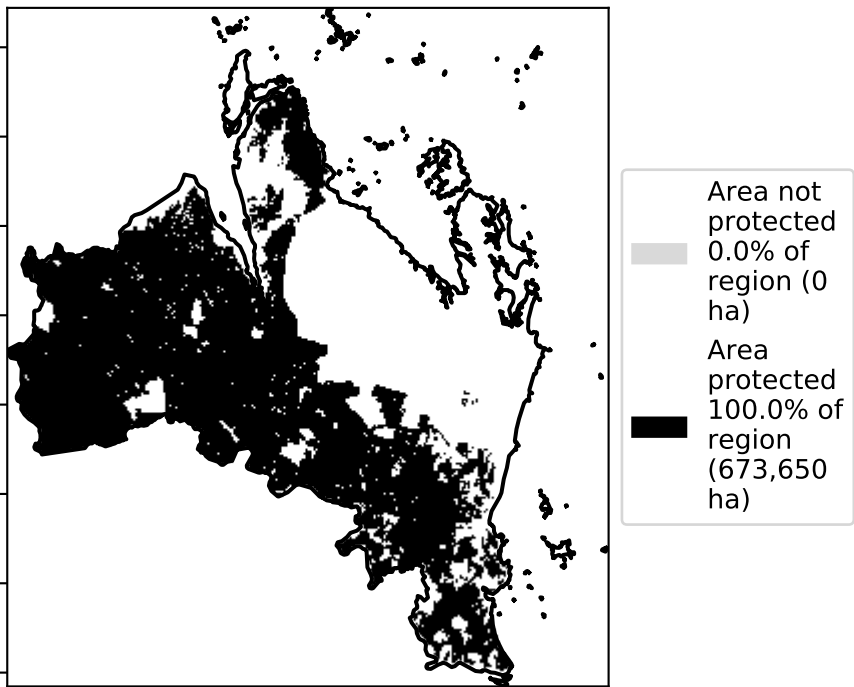 Area not
protected
0.0% of
region (0
ha)
Area
protected
100.0% of
region
(673,650
ha)